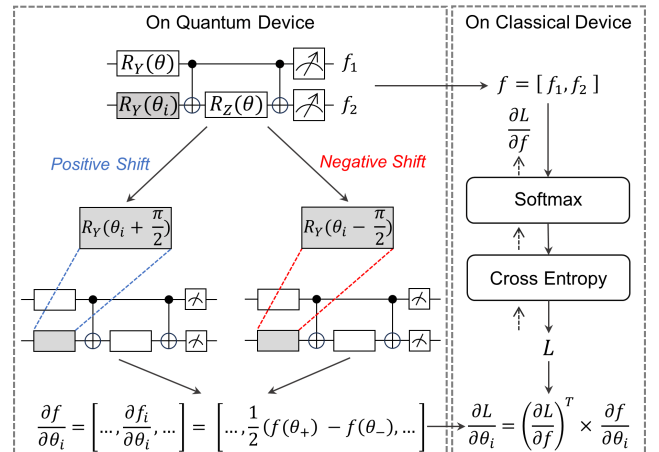 On Quantum Device
R_Y(θ)
f_1
R_Y(θ_i)
R_Z(θ)
f_2
Positive Shift
Negative Shift
R_Y(θ_i + π/2)
R_Y(θ_i − π/2)
∂f/∂θ_i = [..., ∂f_i/∂θ_i, ...] = [..., 1/2 (f(θ_+) − f(θ_−), ...]
On Classical Device
f = [ f_1, f_2 ]
∂L/∂f
Softmax
Cross Entropy
L
∂L/∂θ_i = (∂L/∂f)^T × ∂f/∂θ_i